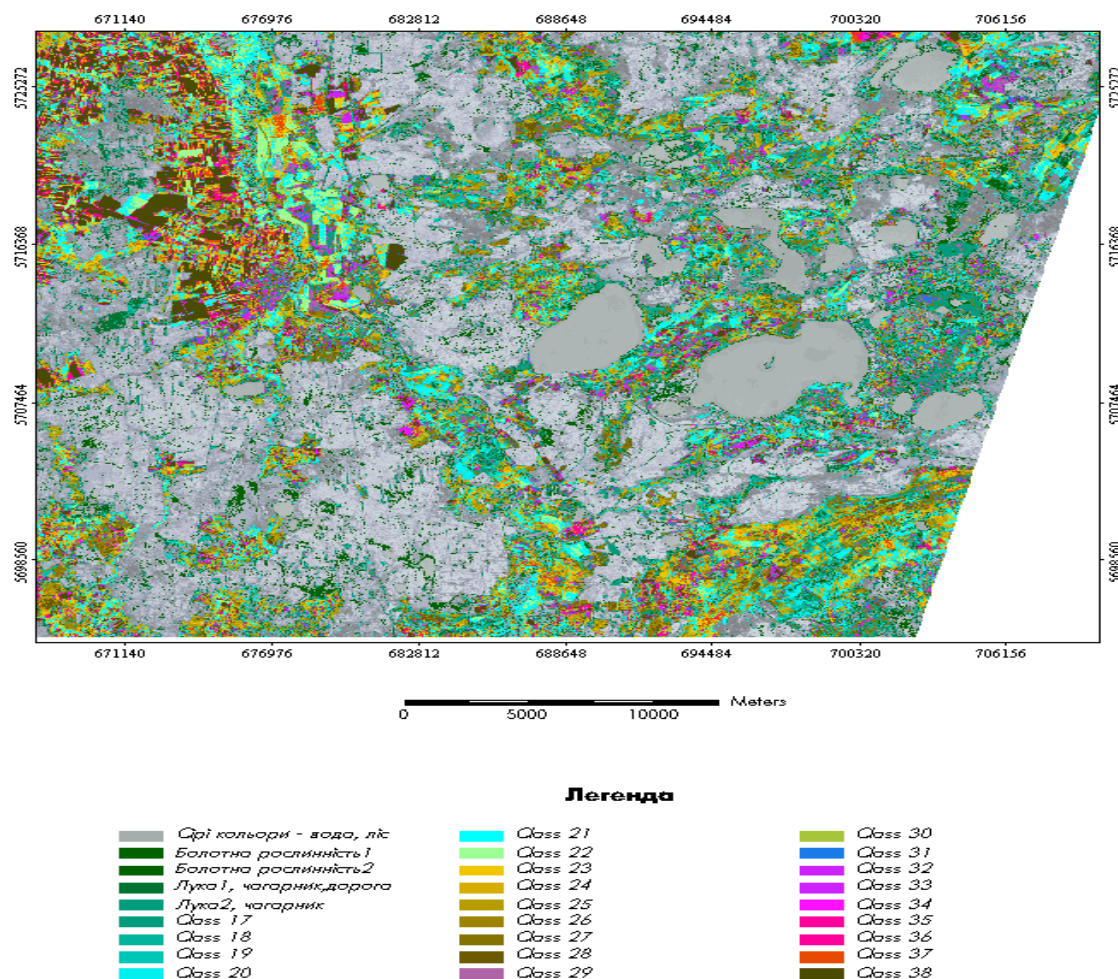 671140 676976 682812 688648 694484 700320 706156
5725272 5725272
5716368 5716368
5707464 5707464
5698560 5698560
671140 676976 682812 688648 694484 700320 706156
Meters
0 5000 10000
Легенда
Сірі кольори - вода, ліс
Болотна рослинність1
Болотна рослинність2
Лука1, чагарник,дорога
Лука2, чагарник
Class 17
Class 18
Class 19
Class 20
Class 21
Class 22
Class 23
Class 24
Class 25
Class 26
Class 27
Class 28
Class 29
Class 30
Class 31
Class 32
Class 33
Class 34
Class 35
Class 36
Class 37
Class 38